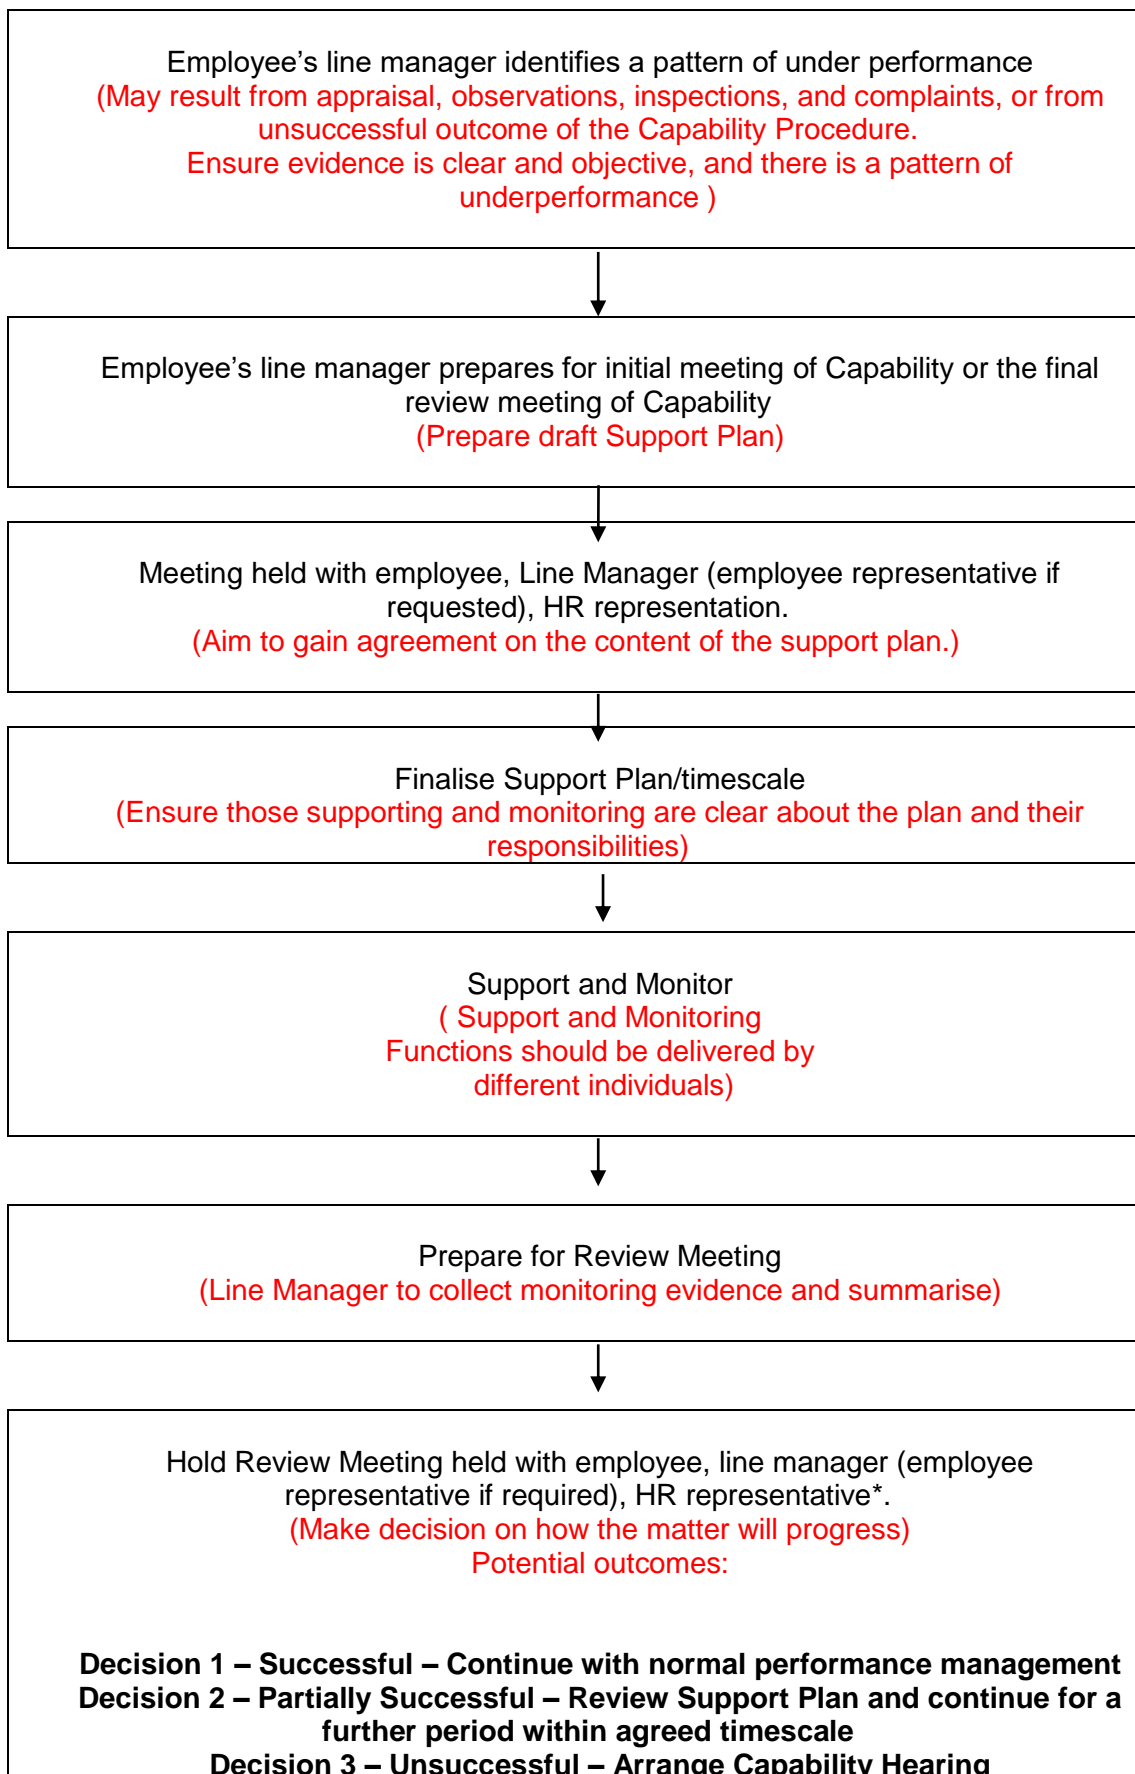 Employee’s line manager identifies a pattern of under performance
(May result from appraisal, observations, inspections, and complaints, or from
unsuccessful outcome of the Capability Procedure.
Ensure evidence is clear and objective, and there is a pattern of
underperformance )
Employee’s line manager prepares for initial meeting of Capability or the final
review meeting of Capability
(Prepare draft Support Plan)
Meeting held with employee, Line Manager (employee representative if
requested), HR representation.
(Aim to gain agreement on the content of the support plan.)
Finalise Support Plan/timescale
(Ensure those supporting and monitoring are clear about the plan and their
responsibilities)
Support and Monitor
( Support and Monitoring
Functions should be delivered by
different individuals)
Prepare for Review Meeting
(Line Manager to collect monitoring evidence and summarise)
Hold Review Meeting held with employee, line manager (employee
representative if required), HR representative*.
(Make decision on how the matter will progress)
Potential outcomes:
Decision 1 – Successful – Continue with normal performance management
Decision 2 – Partially Successful – Review Support Plan and continue for a
further period within agreed timescale
Decision 3 – Unsuccessful – Arrange Capability Hearing